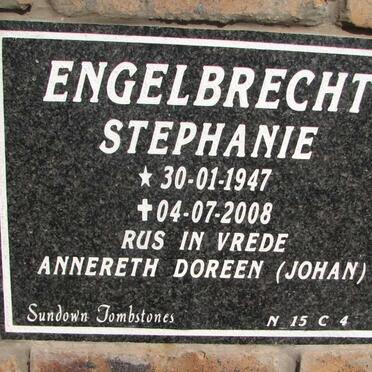 ENGELBRECHT
STEPHANIE
★ 30-01-1947
✝ 04-07-2008
RUS IN VREDE
ANNERETH DOREEN (JOHAN)
Sundown Tombstones N 15 C 4